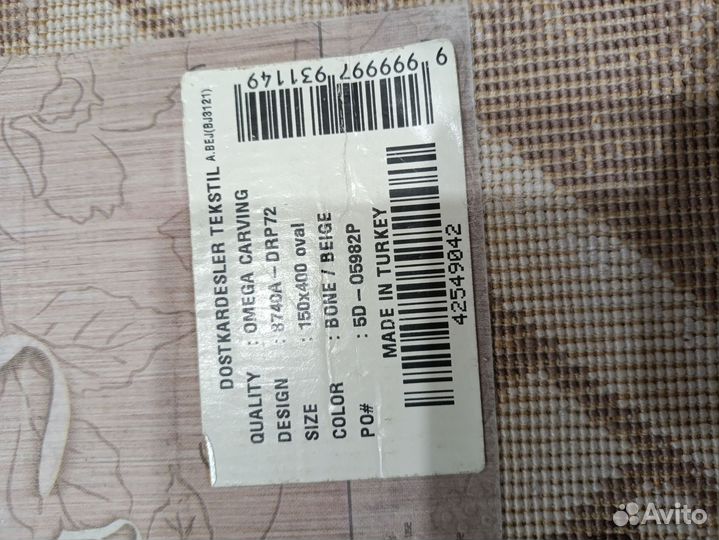 DOSTKARDESLER TEKSTIL A.BEJ(BJ3121)
QUALITY : OMEGA CARVING
DESIGN : 8740A-DRP72
SIZE : 150x400 oval
COLOR : BONE / BEIGE
PO# : 5D-05982P
MADE IN TURKEY
42549042
9 999997 931149
Avito